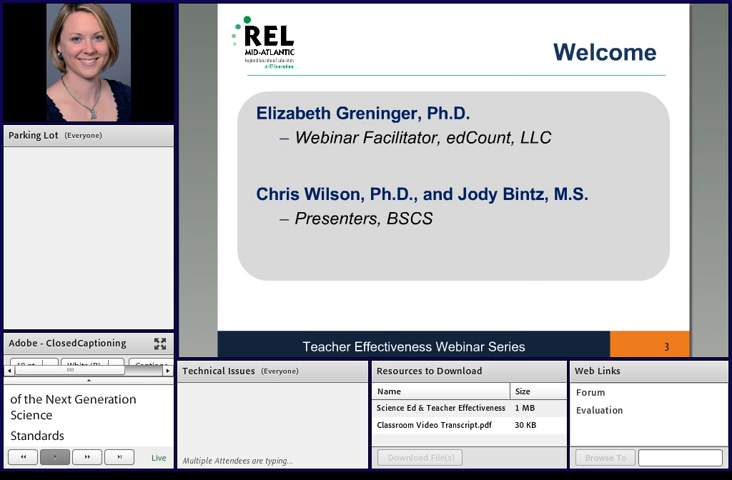 REL
MID-ATLANTIC
Welcome
Elizabeth Greninger, Ph.D.
– Webinar Facilitator, edCount, LLC
Chris Wilson, Ph.D., and Jody Bintz, M.S.
– Presenters, BSCS
Teacher Effectiveness Webinar Series
3
Parking Lot (Everyone)
Adobe - ClosedCaptioning
of the Next Generation
Science
Standards
Live
Technical Issues (Everyone)
Multiple Attendees are typing...
Resources to Download
Name Size
Science Ed & Teacher Effectiveness 1 MB
Classroom Video Transcript.pdf 30 KB
Download File(s)
Web Links
Forum
Evaluation
Browse To